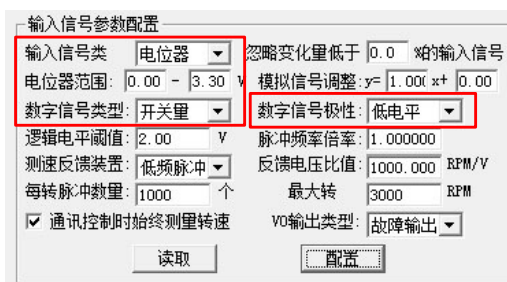 输入信号参数配置
输入信号类 电位器 忽略变化量低于 0.0 %的输入信号
电位器范围: 0.00 - 3.30 V 模拟信号调整:y= 1.00( x+ 0.00
数字信号类型: 开关量 数字信号极性: 低电平
逻辑电平阈值: 2.00 V 脉冲频率倍率: 1.000000
测速反馈装置: 低频脉冲 反馈电压比值: 1000.000 RPM/V
每转脉冲数量: 1000 个 最大转 3000 RPM
通讯控制时始终测量转速 VO输出类型: 故障输出
读取 配置